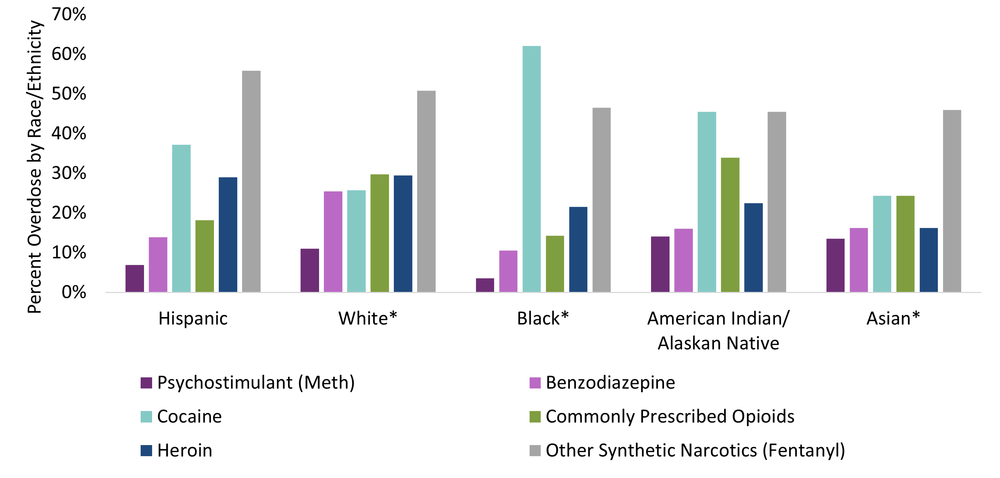 Percent Overdose by Race/Ethnicity
70%
60%
50%
40%
30%
20%
10%
0%
Hispanic
White*
Black*
American Indian/
Alaskan Native
Asian*
Psychostimulant (Meth)
Benzodiazepine
Cocaine
Commonly Prescribed Opioids
Heroin
Other Synthetic Narcotics (Fentanyl)